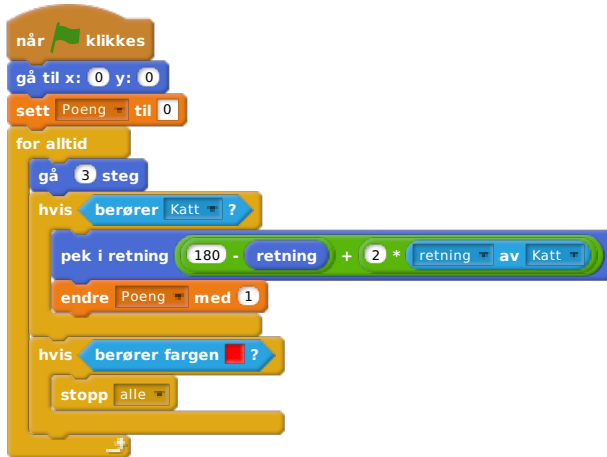 når klikkes
gå til x: 0 y: 0
sett Poeng til 0
for alltid
gå 3 steg
hvis berører Katt ?
pek i retning 180 - retning + 2 * retning av Katt
endre Poeng med 1
hvis berører fargen ?
stopp alle